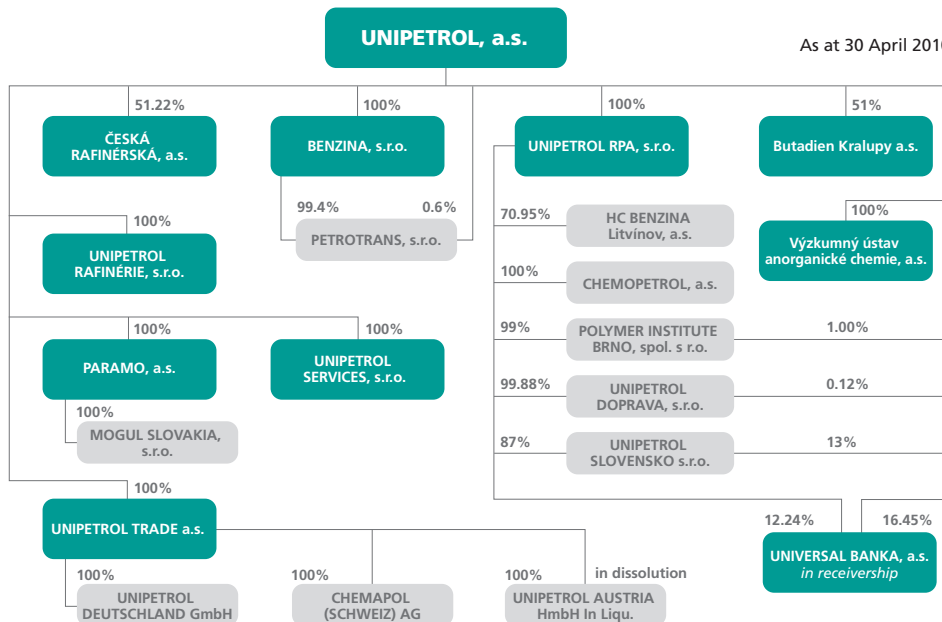 UNIPETROL, a.s.
As at 30 April 2010
51.22%
100%
100%
51%
ČESKÁ
RAFINÉRSKÁ, a.s.
BENZINA, s.r.o.
UNIPETROL RPA, s.r.o.
Butadien Kralupy a.s.
99.4%
0.6%
PETROTRANS, s.r.o.
70.95%
HC BENZINA
Litvínov, a.s.
100%
Výzkumný ústav
anorganické chemie, a.s.
100%
UNIPETROL
RAFINÉRIE, s.r.o.
100%
CHEMOPETROL, a.s.
100%
100%
99%
POLYMER INSTITUTE
BRNO, spol. s r.o.
1.00%
PARAMO, a.s.
UNIPETROL
SERVICES, s.r.o.
99.88%
UNIPETROL
DOPRAVA, s.r.o.
0.12%
100%
MOGUL SLOVAKIA,
s.r.o.
87%
UNIPETROL
SLOVENSKO s.r.o.
13%
100%
UNIPETROL TRADE a.s.
12.24%
16.45%
UNIVERSAL BANKA, a.s.
in receivership
100%
UNIPETROL
DEUTSCHLAND GmbH
100%
CHEMAPOL
(SCHWEIZ) AG
100%
in dissolution
UNIPETROL AUSTRIA
HmbH In Liqu.